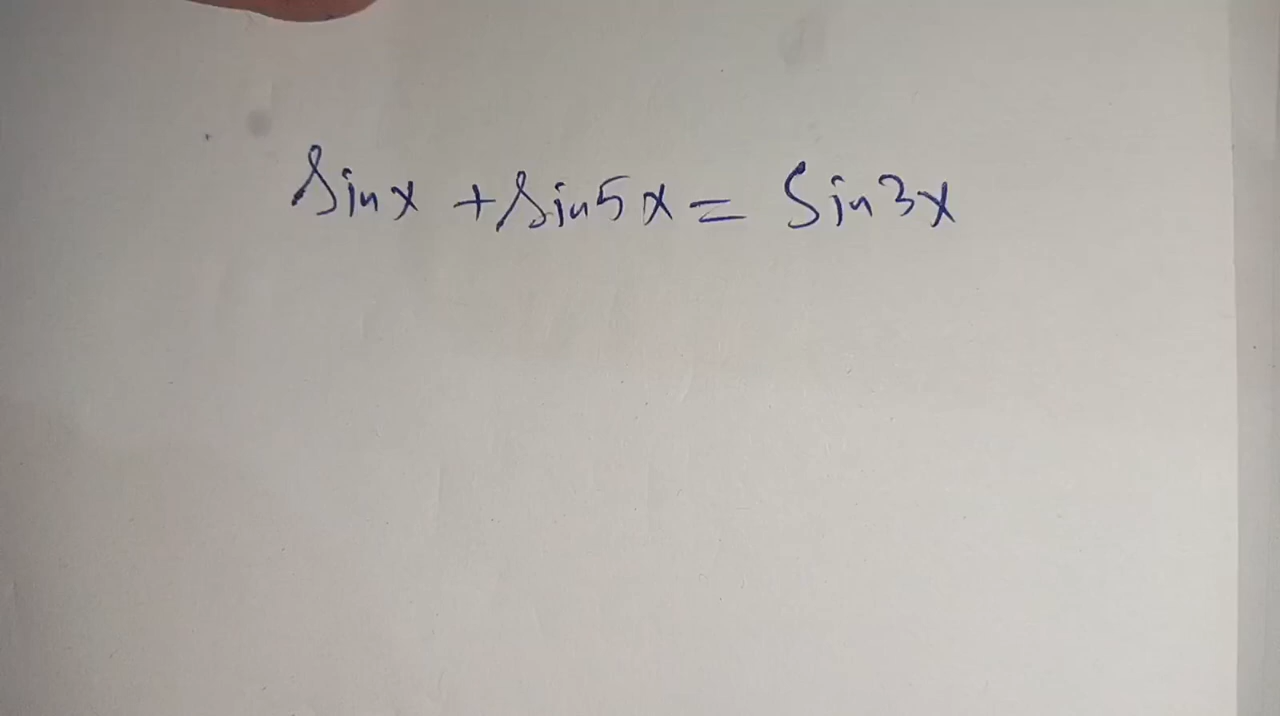 sinx + sin5x = sin3x